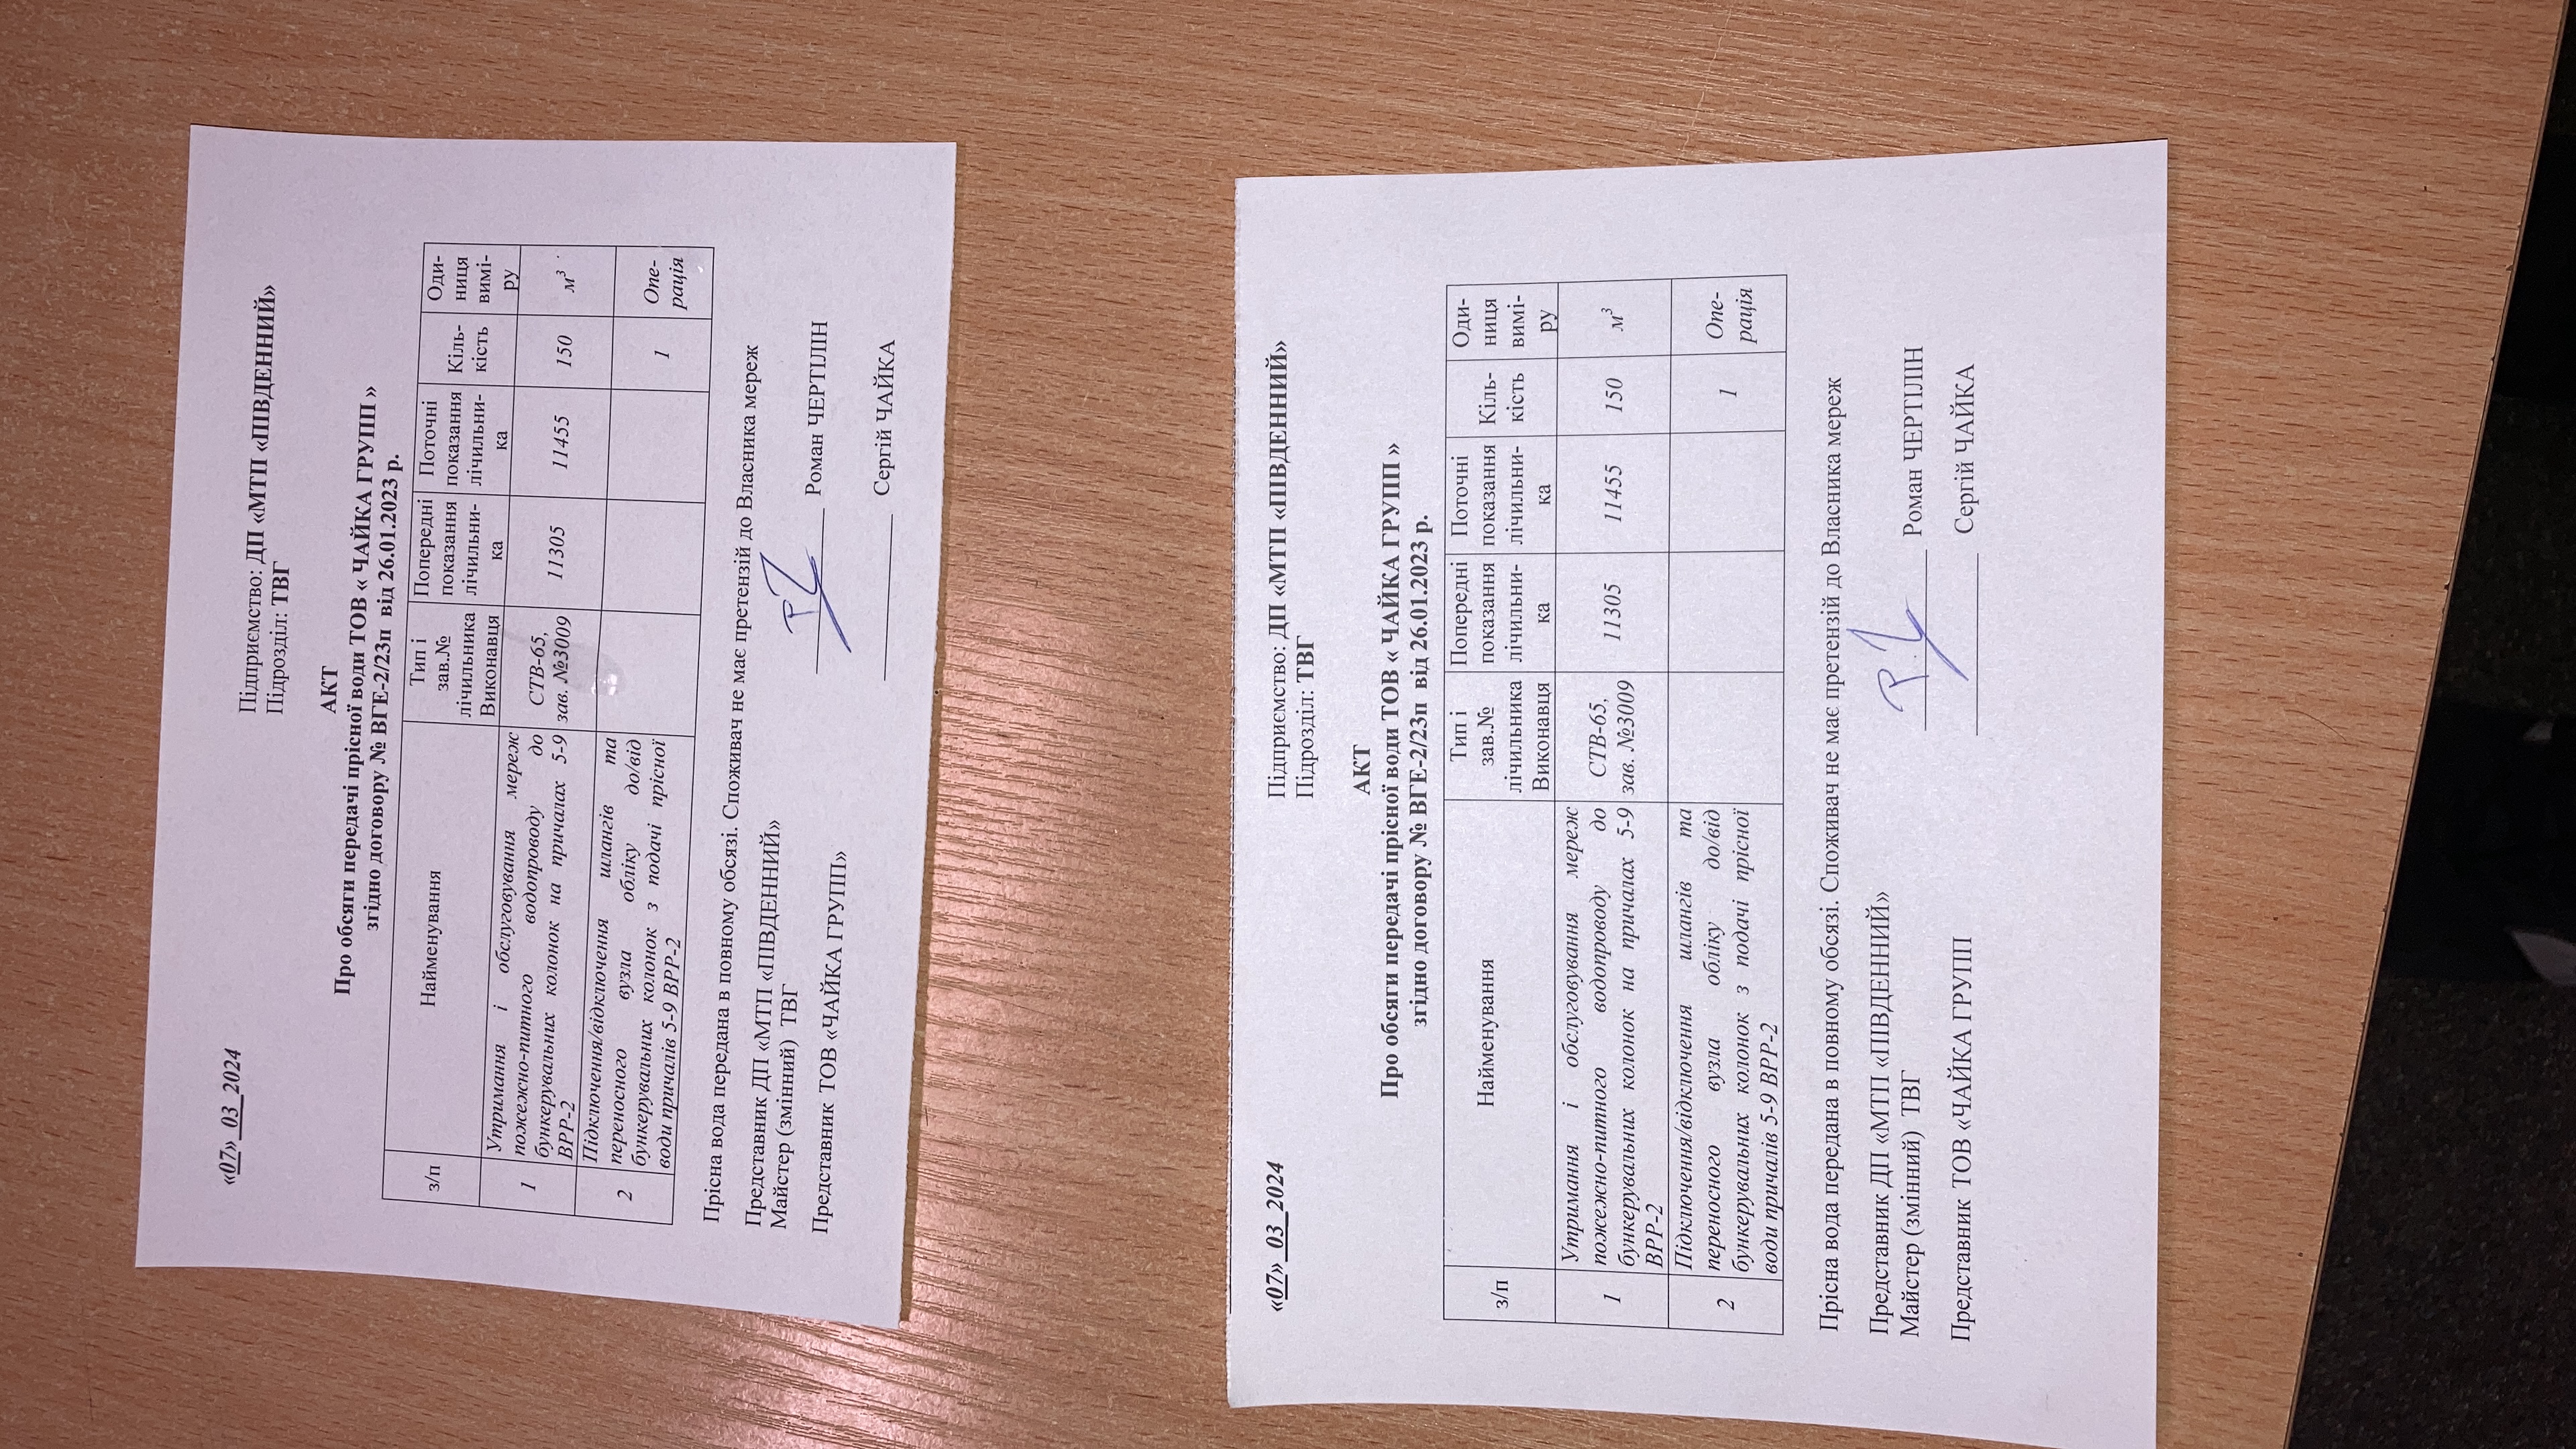 «07»_03_2024
Підприємство: ДП «МТП «ПІВДЕННИЙ»
Підрозділ: ТВГ
АКТ
Про обсяги передачі прісної води ТОВ « ЧАЙКА ГРУПП »
згідно договору № ВГЕ-2/23п від 26.01.2023 р.
з/п
Найменування
Тип і
зав.№
лічильника
Виконавця
Попередні
показання
лічильни-
ка
Поточні
показання
лічильни-
ка
Кіль-
кість
Оди-
ниця
вимі-
ру
1
Утримання і обслуговування мереж
пожежно-питного водопроводу до
бункерувальних колонок на причалах 5-9
ВРР-2
СТВ-65,
зав. №3009
11305
11455
150
м³
2
Підключення/відключення шлангів та
переносного вузла обліку до/від
бункерувальних колонок з подачі прісної
води причалів 5-9 ВРР-2
1
Опе-
рація
Прісна вода передана в повному обсязі. Споживач не має претензій до Власника мереж
Представник ДП «МТП «ПІВДЕННИЙ»
Майстер (змінний) ТВГ
Роман ЧЕРТІЛІН
Представник ТОВ «ЧАЙКА ГРУПП»
Сергій ЧАЙКА
«07»_03_2024
Підприємство: ДП «МТП «ПІВДЕННИЙ»
Підрозділ: ТВГ
АКТ
Про обсяги передачі прісної води ТОВ « ЧАЙКА ГРУПП »
згідно договору № ВГЕ-2/23п від 26.01.2023 р.
з/п
Найменування
Тип і
зав.№
лічильника
Виконавця
Попередні
показання
лічильни-
ка
Поточні
показання
лічильни-
ка
Кіль-
кість
Оди-
ниця
вимі-
ру
1
Утримання і обслуговування мереж
пожежно-питного водопроводу до
бункерувальних колонок на причалах 5-9
ВРР-2
СТВ-65,
зав. №3009
11305
11455
150
м³
2
Підключення/відключення шлангів та
переносного вузла обліку до/від
бункерувальних колонок з подачі прісної
води причалів 5-9 ВРР-2
1
Опе-
рація
Прісна вода передана в повному обсязі. Споживач не має претензій до Власника мереж
Представник ДП «МТП «ПІВДЕННИЙ»
Майстер (змінний) ТВГ
Роман ЧЕРТІЛІН
Представник ТОВ «ЧАЙКА ГРУПП
Сергій ЧАЙКА